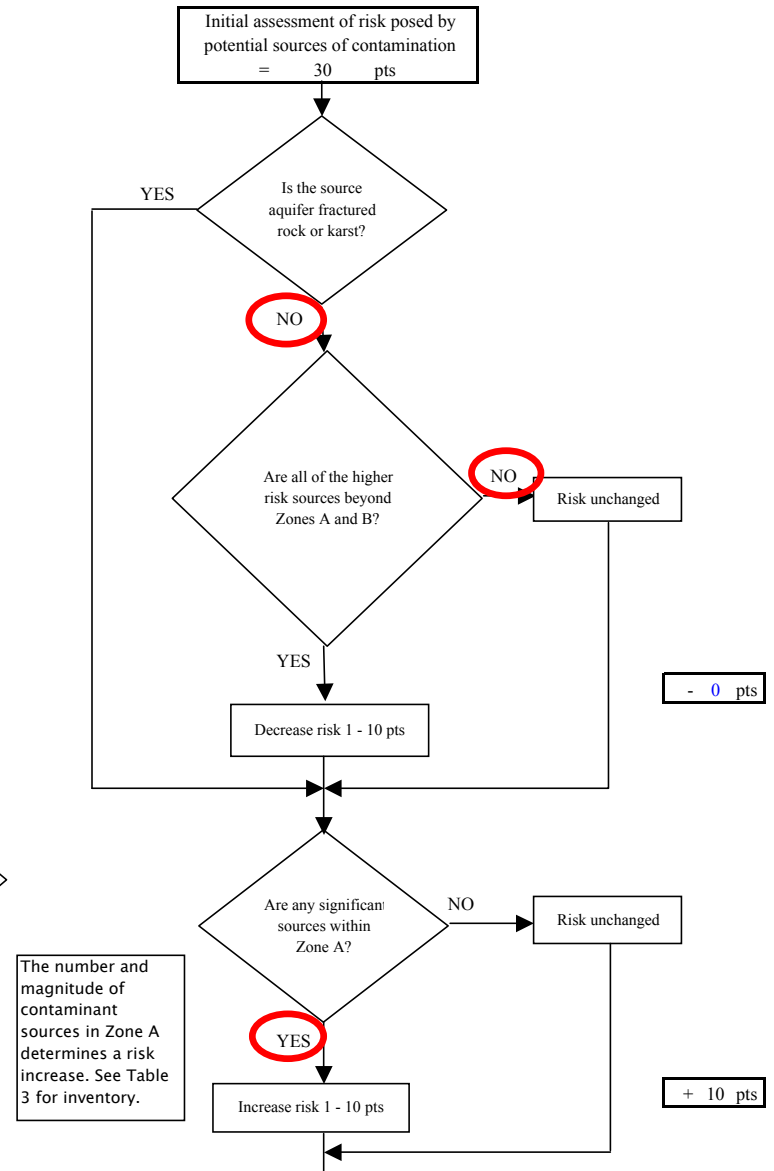 Initial assessment of risk posed by
potential sources of contamination
= 30 pts
YES
Is the source
aquifer fractured
rock or karst?
NO
Are all of the higher
risk sources beyond
Zones A and B?
NO
Risk unchanged
YES
- 0 pts
Decrease risk 1 - 10 pts
Are any significant
sources within
Zone A?
NO
Risk unchanged
The number and
magnitude of
contaminant
sources in Zone A
determines a risk
increase. See Table
3 for inventory.
YES
Increase risk 1 - 10 pts
+ 10 pts